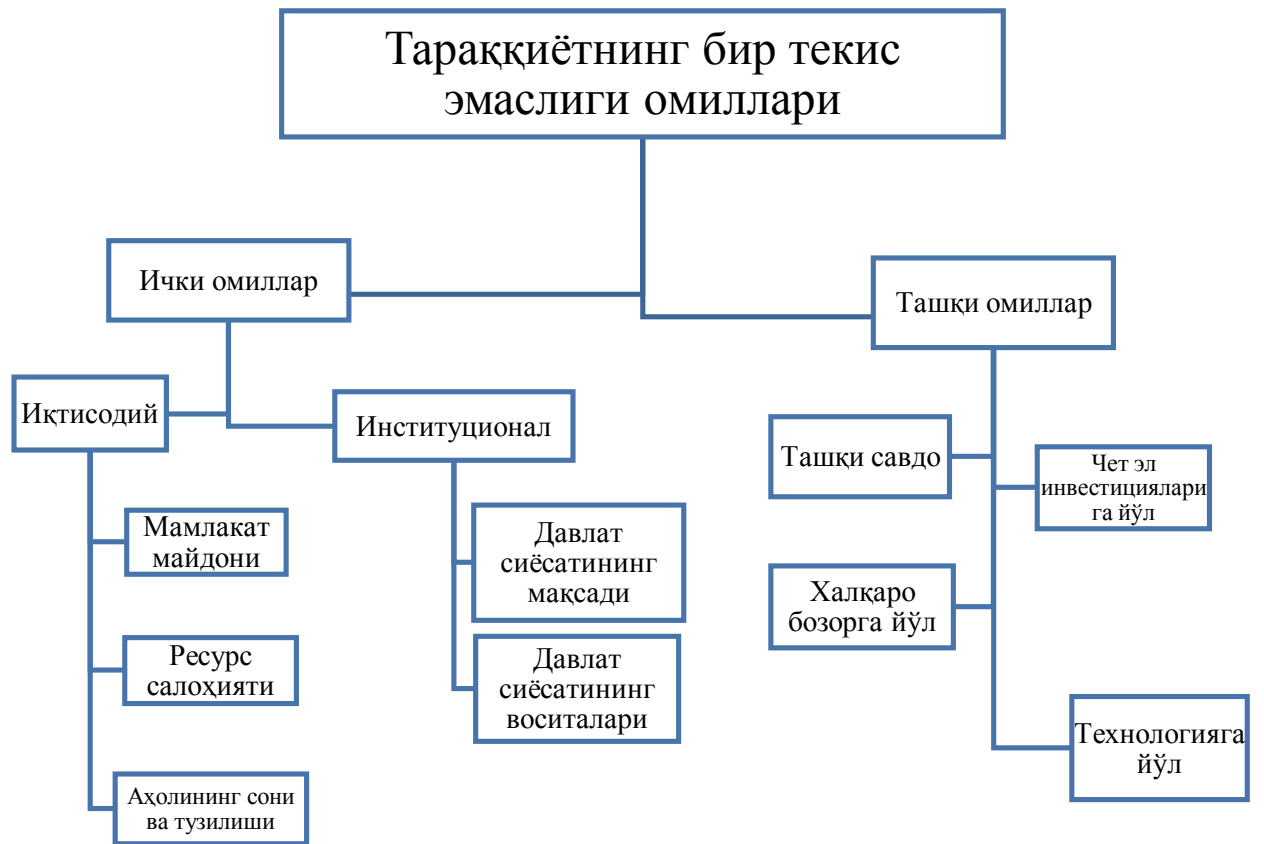 Тараққиётнинг бир текис
эмаслиги омиллари
Ички омиллар
Ташқи омиллар
Иқтисодий
Институционал
Мамлакат
майдони
Ресурс
салоҳияти
Аҳолининг сони
ва тузилиши
Давлат
сиёсатининг
мақсади
Давлат
сиёсатининг
воситалари
Ташқи савдо
Чет эл
инвестициялари
га йўл
Халқаро
бозорга йўл
Технологияга
йўл